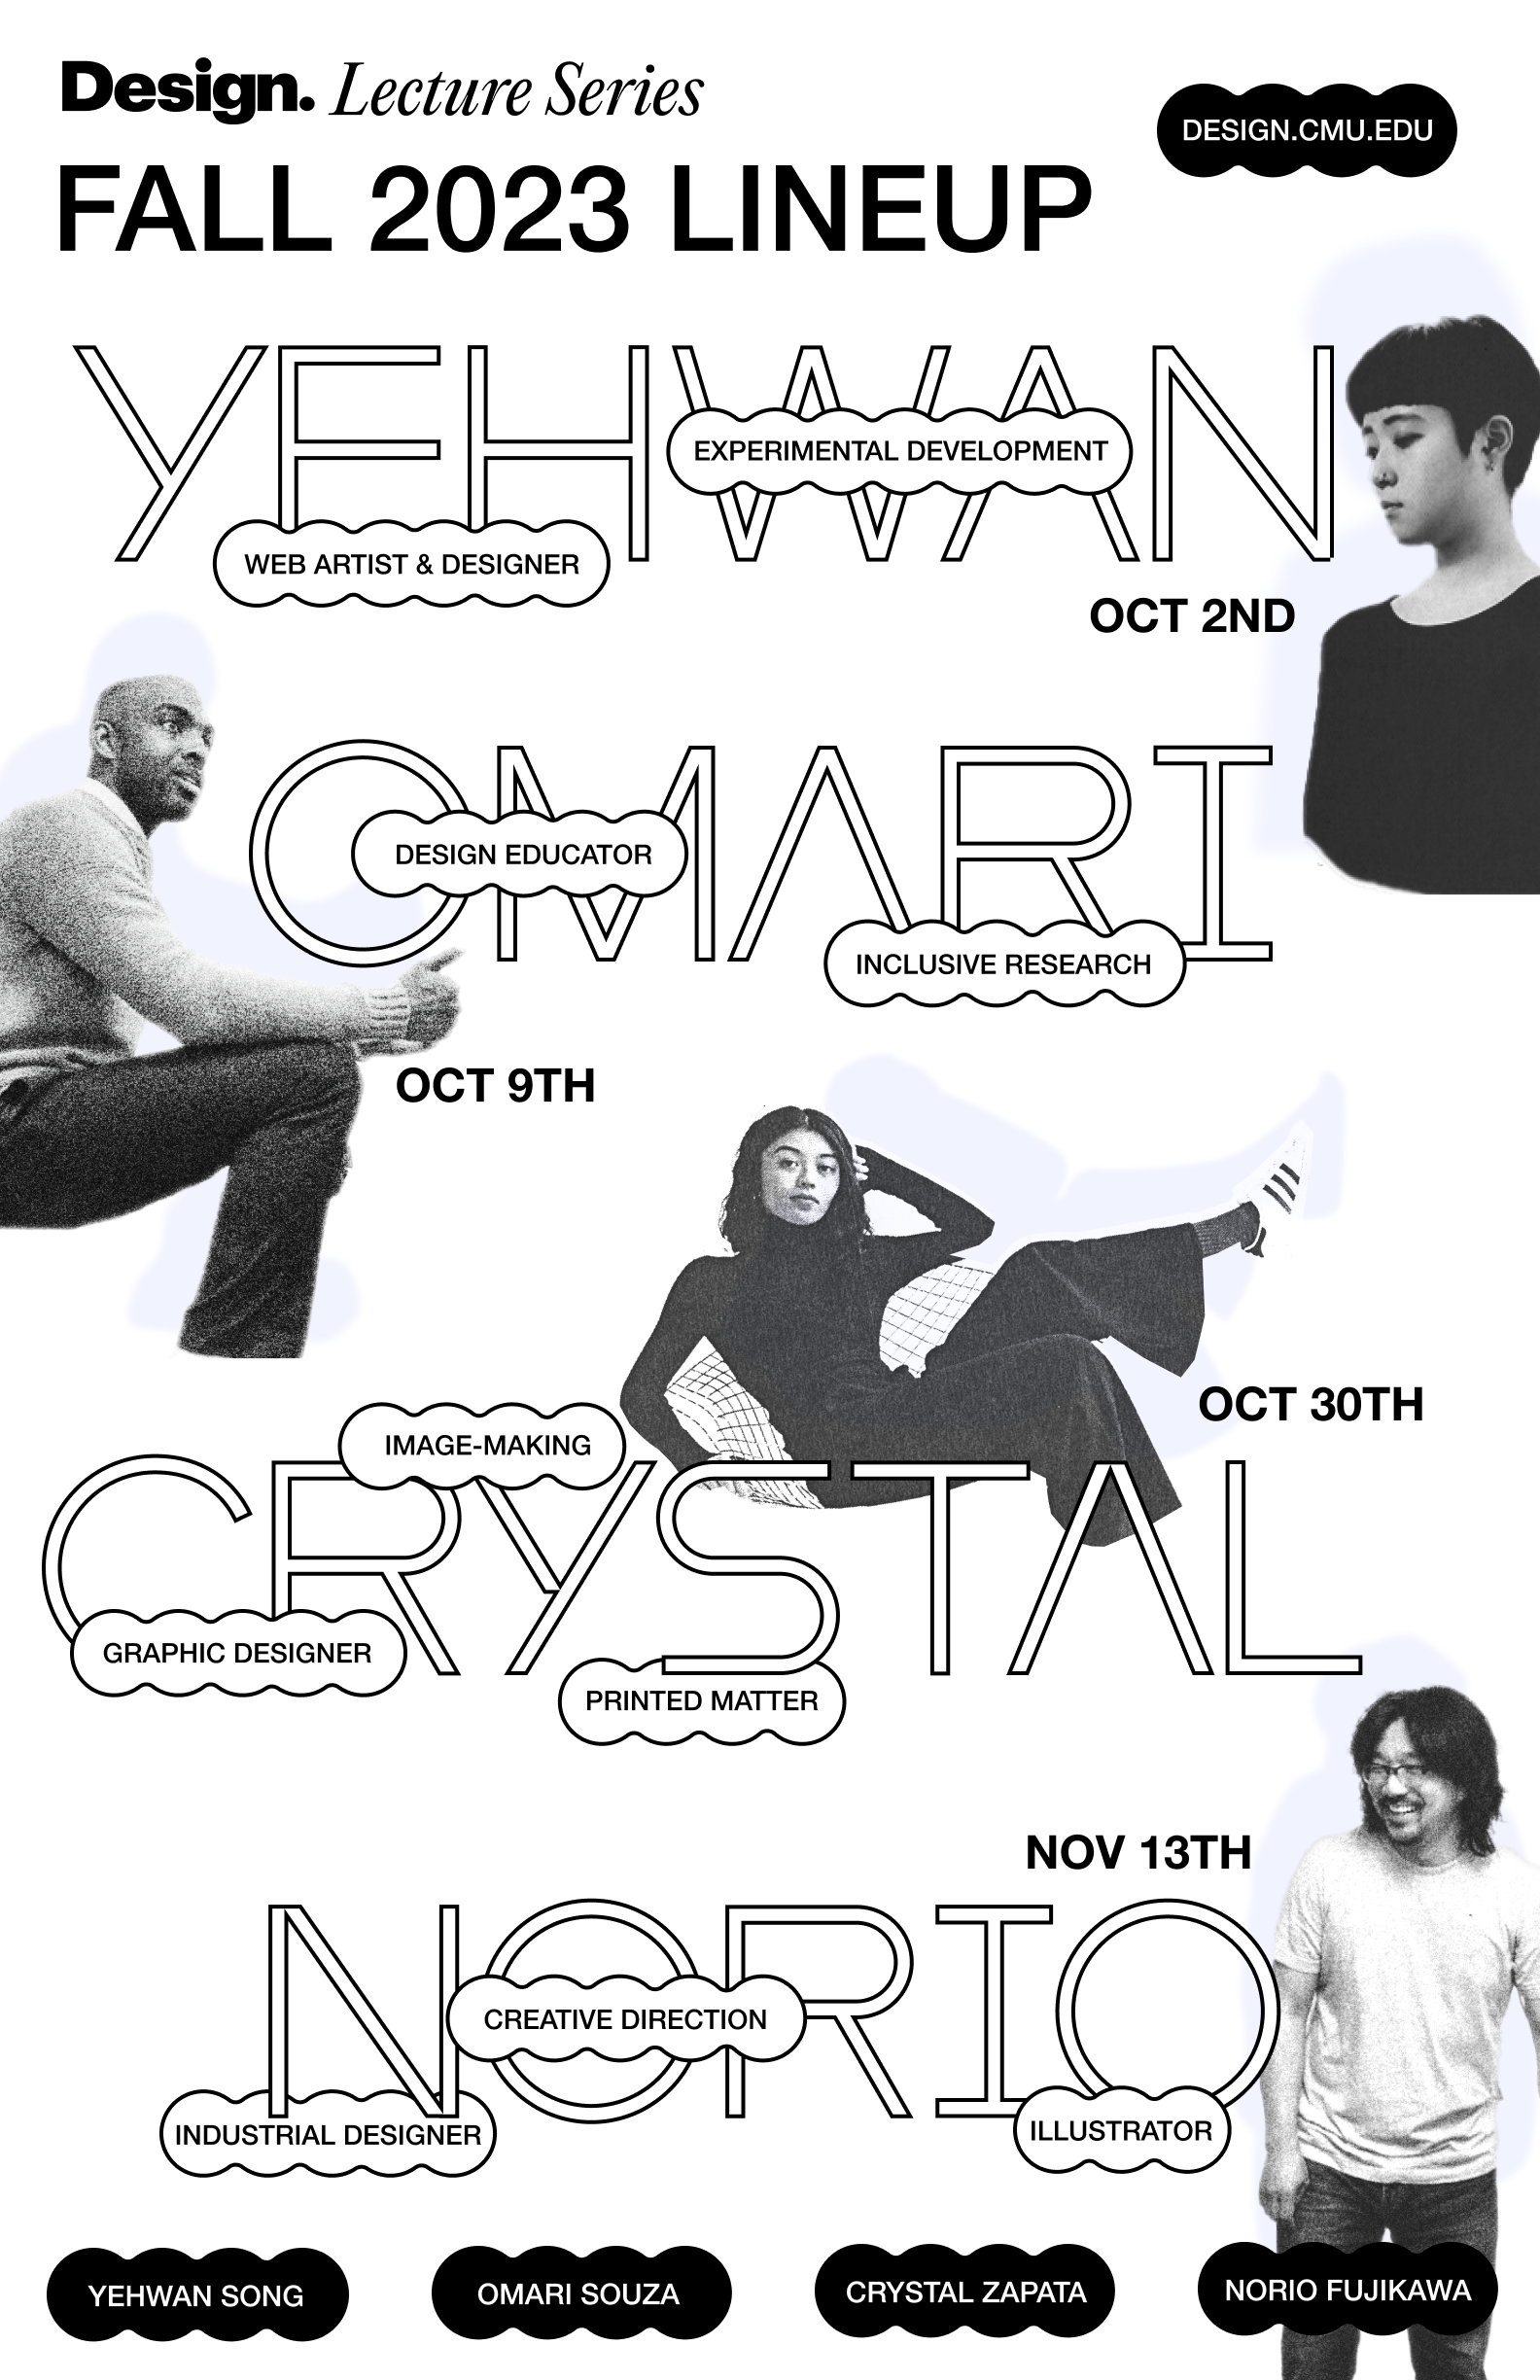 Design. Lecture Series
DESIGN.CMU.EDU
FALL 2023 LINEUP
YEHWAN
EXPERIMENTAL DEVELOPMENT
WEB ARTIST & DESIGNER
OCT 2ND
OMARI
DESIGN EDUCATOR
INCLUSIVE RESEARCH
OCT 9TH
OCT 30TH
IMAGE-MAKING
CRYSTAL
GRAPHIC DESIGNER
PRINTED MATTER
NOV 13TH
NORIO
CREATIVE DIRECTION
INDUSTRIAL DESIGNER
ILLUSTRATOR
YEHWAN SONG
OMARI SOUZA
CRYSTAL ZAPATA
NORIO FUJIKAWA